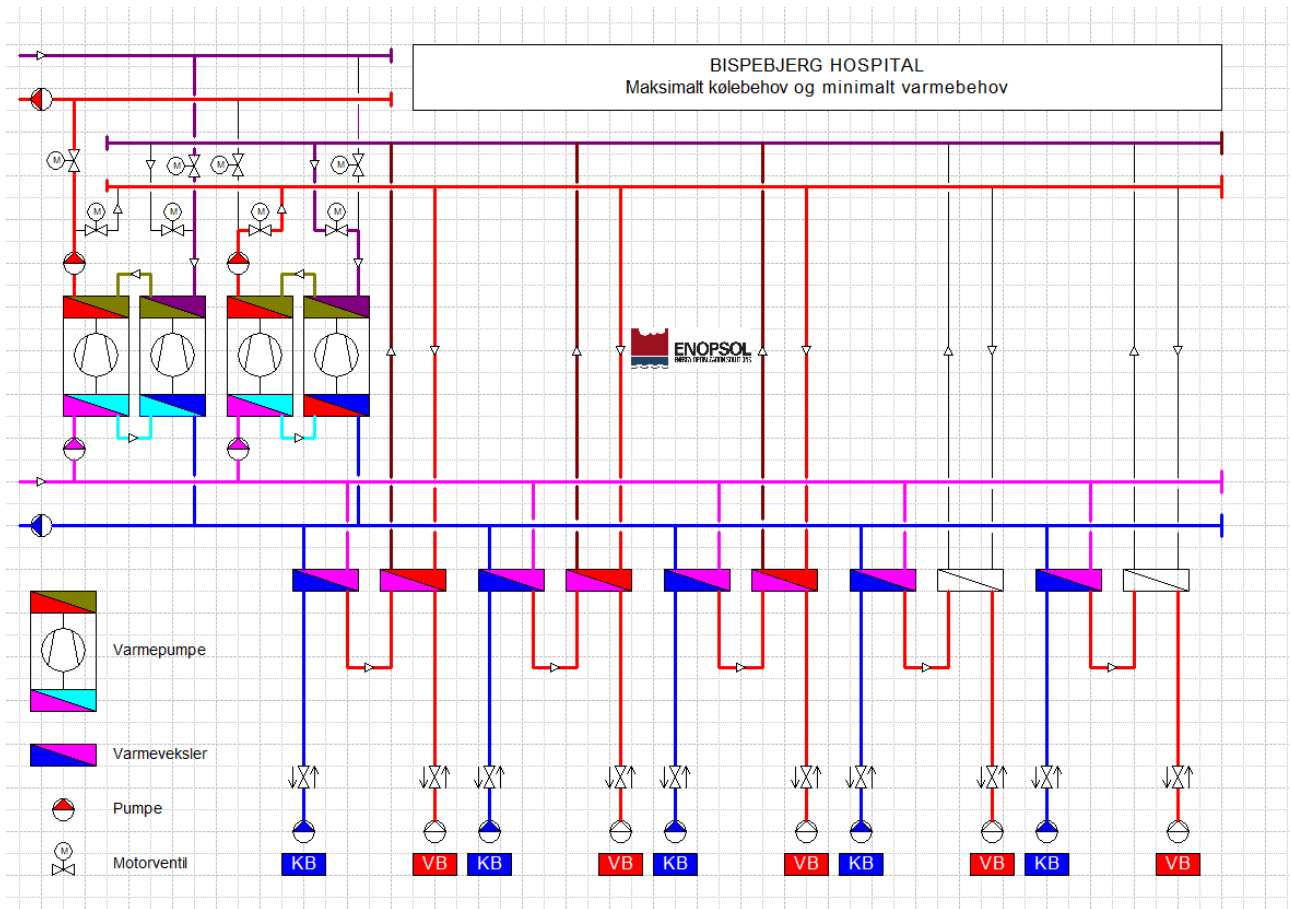 BISPEBJERG HOSPITAL
Maksimalt kølebehov og minimalt varmebehov
M
M
M
M
M
M
M
M
ENOPSOL
Varmepumpe
Varmeveksler
Pumpe
M
Motorventil
KB
VB
KB
VB
KB
VB
KB
VB
KB
VB